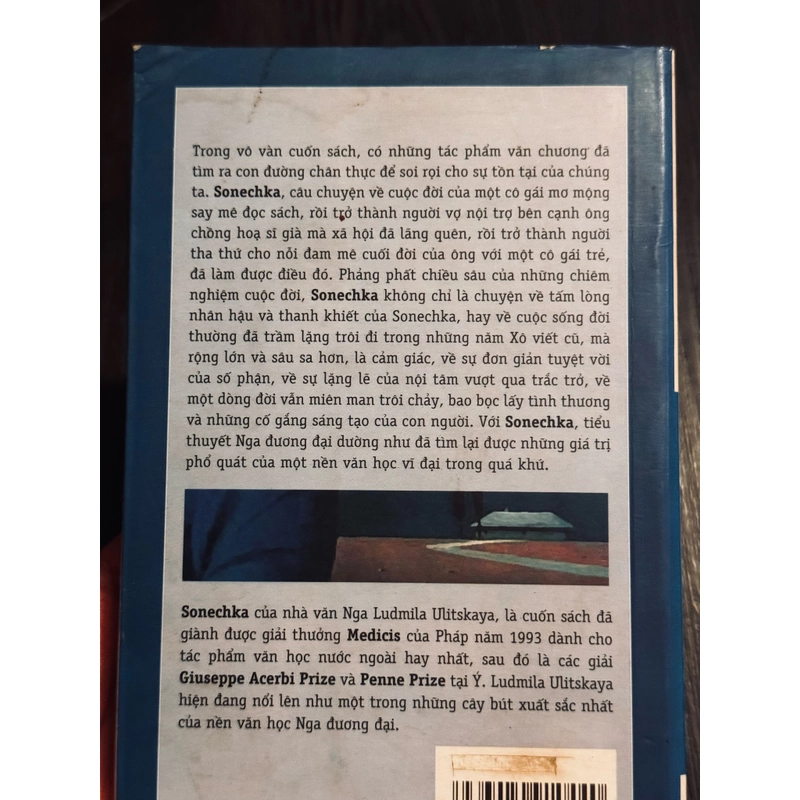 Trong vô vàn cuốn sách, có những tác phẩm văn chương đã
tìm ra con đường chân thực để soi rọi cho sự tồn tại của chúng
ta. Sonechka, câu chuyện về cuộc đời của một cô gái mơ mộng
say mê đọc sách, rồi trở thành người vợ nội trợ bên cạnh ông
chồng hoạ sĩ già mà xã hội đã lãng quên, rồi trở thành người
tha thứ cho nỗi đam mê cuối đời của ông với một cô gái trẻ,
đã làm được điều đó. Phảng phất chiều sâu của những chiêm
nghiệm cuộc đời, Sonechka không chỉ là chuyện về tấm lòng
nhân hậu và thanh khiết của Sonechka, hay về cuộc sống đời
thường đã trầm lặng trôi đi trong những năm Xô viết cũ, mà
rộng lớn và sâu sa hơn, là cảm giác, về sự đơn giản tuyệt vời
của số phận, về sự lặng lẽ của nội tâm vượt qua trắc trở, về
một dòng đời vẫn miên man trôi chảy, bao bọc lấy tình thương
và những cố gắng sáng tạo của con người. Với Sonechka, tiểu
thuyết Nga đương đại dường như đã tìm lại được những giá trị
phổ quát của một nền văn học vĩ đại trong quá khứ.
Sonechka của nhà văn Nga Ludmila Ulitskaya, là cuốn sách đã
giành được giải thưởng Medicis của Pháp năm 1993 dành cho
tác phẩm văn học nước ngoài hay nhất, sau đó là các giải
Giuseppe Acerbi Prize và Penne Prize tại Ý. Ludmila Ulitskaya
hiện đang nổi lên như một trong những cây bút xuất sắc nhất
của nền văn học Nga đương đại.